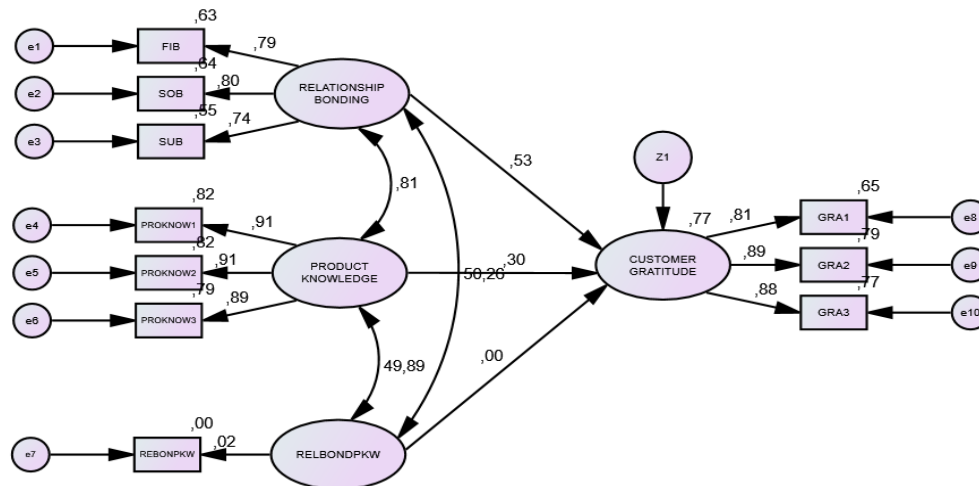 ,63
e1
FIB
,79
,64
e2
SOB
,80
RELATIONSHIP
BONDING
,55
e3
SUB
,74
,53
Z1
,81
,82
e4
PROKNOW1
,91
,82
e5
PROKNOW2
,91
PRODUCT
KNOWLEDGE
,79
e6
PROKNOW3
,89
50,26
,30
,77
CUSTOMER
GRATITUDE
,81
,65
GRA1
e8
,89
,79
GRA2
e9
,88
,77
GRA3
e10
49,89
,00
,00
e7
REBONPKW
,02
RELBONDPKW